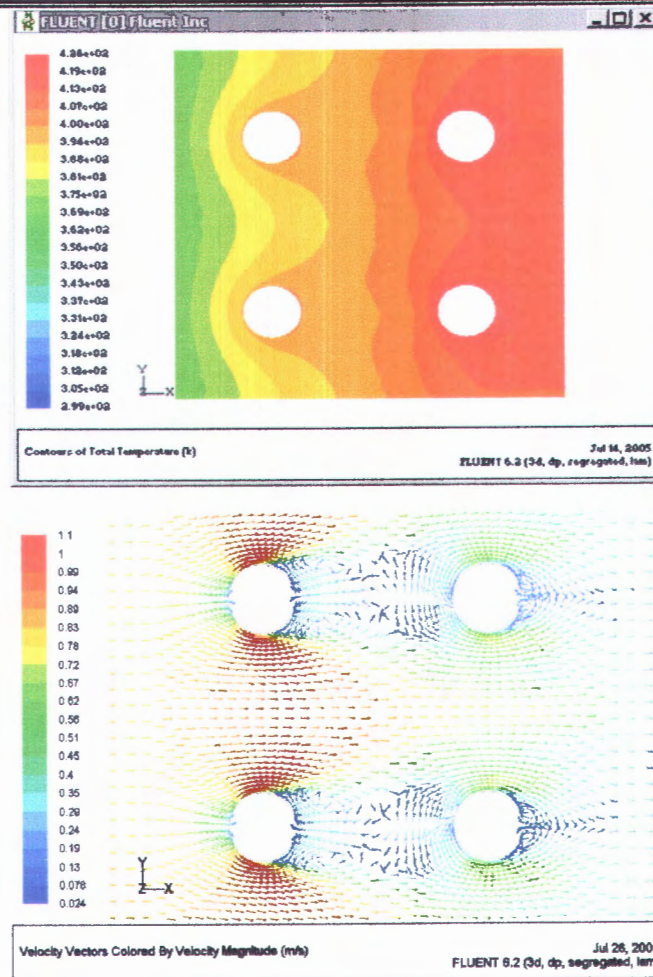 FLUENT [0] Fluent Inc
4.26e+02
4.19e+02
4.13e+02
4.07e+02
4.00e+02
3.94e+02
3.88e+02
3.81e+02
3.75e+02
3.69e+02
3.62e+02
3.56e+02
3.50e+02
3.43e+02
3.37e+02
3.31e+02
3.24e+02
3.18e+02
3.12e+02
3.05e+02
2.99e+02
Y
Z X
Contours of Total Temperature (k)
Jul 14, 2005
FLUENT 6.2 (3d, dp, segregated, lam)
1.1
1
0.99
0.94
0.89
0.83
0.78
0.72
0.67
0.62
0.56
0.51
0.45
0.4
0.35
0.29
0.24
0.19
0.13
0.078
0.024
Y
Z X
Velocity Vectors Colored By Velocity Magnitude (m/s)
Jul 26, 200
FLUENT 6.2 (3d, dp, segregated, lam